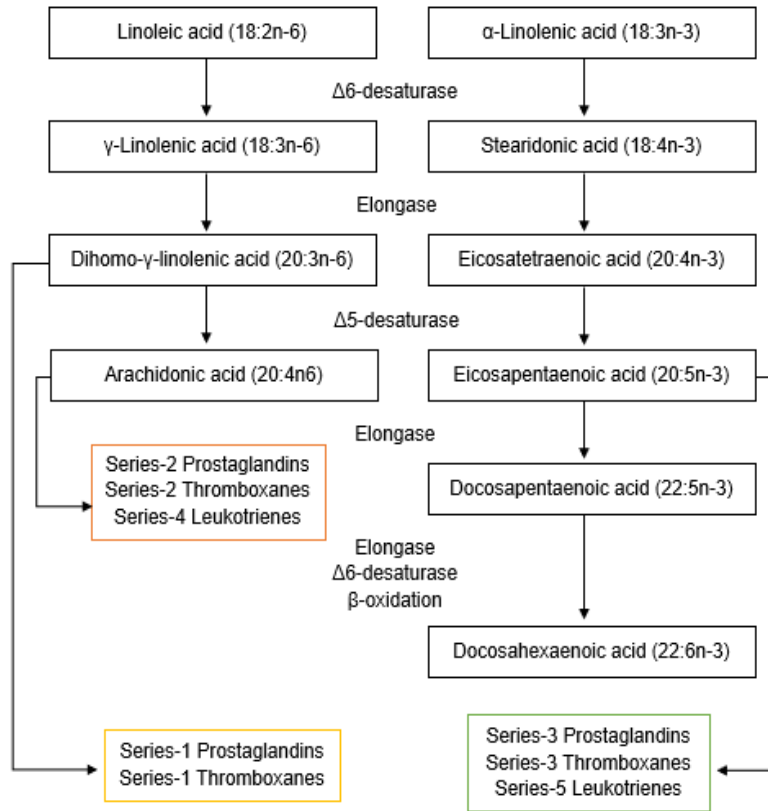 Linoleic acid (18:2n-6)
α-Linolenic acid (18:3n-3)
Δ6-desaturase
γ-Linolenic acid (18:3n-6)
Stearidonic acid (18:4n-3)
Elongase
Dihomo-γ-linolenic acid (20:3n-6)
Eicosatetraenoic acid (20:4n-3)
Δ5-desaturase
Arachidonic acid (20:4n6)
Eicosapentaenoic acid (20:5n-3)
Elongase
Series-2 Prostaglandins
Series-2 Thromboxanes
Series-4 Leukotrienes
Docosapentaenoic acid (22:5n-3)
Elongase
Δ6-desaturase
β-oxidation
Docosahexaenoic acid (22:6n-3)
Series-1 Prostaglandins
Series-1 Thromboxanes
Series-3 Prostaglandins
Series-3 Thromboxanes
Series-5 Leukotrienes